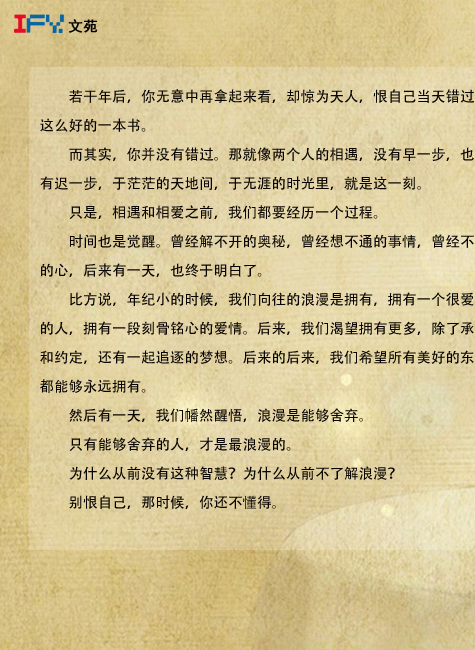 IFY.文苑
若干年后，你无意中再拿起来看，却惊为天人，恨自己当天错过
这么好的一本书。
而其实，你并没有错过。那就像两个人的相遇，没有早一步，也
有迟一步，于茫茫的天地间，于无涯的时光里，就是这一刻。
只是，相遇和相爱之前，我们都要经历一个过程。
时间也是觉醒。曾经解不开的奥秘，曾经想不通的事情，曾经不
的心，后来有一天，也终于明白了。
比方说，年纪小的时候，我们向往的浪漫是拥有，拥有一个很爱
的人，拥有一段刻骨铭心的爱情。后来，我们渴望拥有更多，除了承
和约定，还有一起追逐的梦想。后来的后来，我们希望所有美好的东
都能够永远拥有。
然后有一天，我们幡然醒悟，浪漫是能够舍弃。
只有能够舍弃的人，才是最浪漫的。
为什么从前没有这种智慧？为什么从前不了解浪漫？
别恨自己，那时候，你还不懂得。